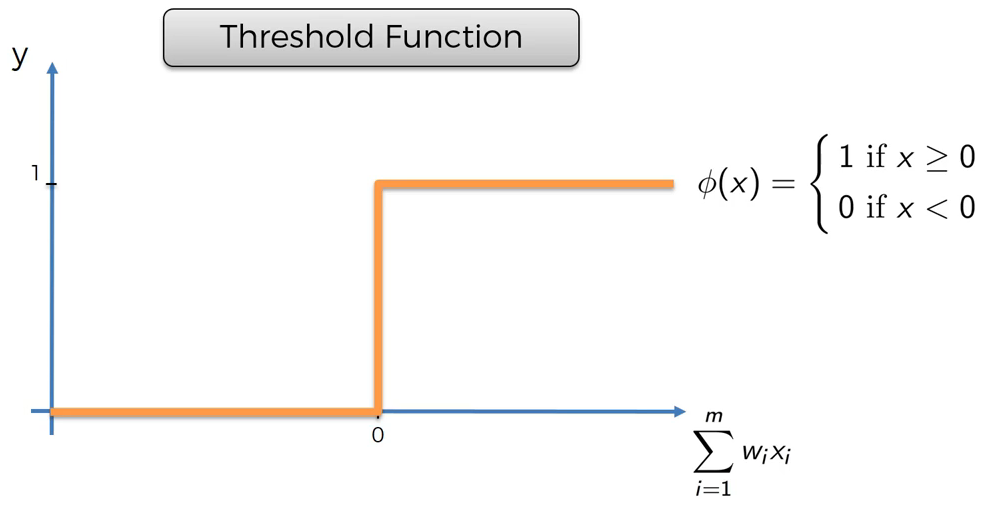 Threshold Function
y
1
ϕ(x) = { 1 if x ≥ 0
0 if x < 0
0
m
∑ wᵢxᵢ
i=1